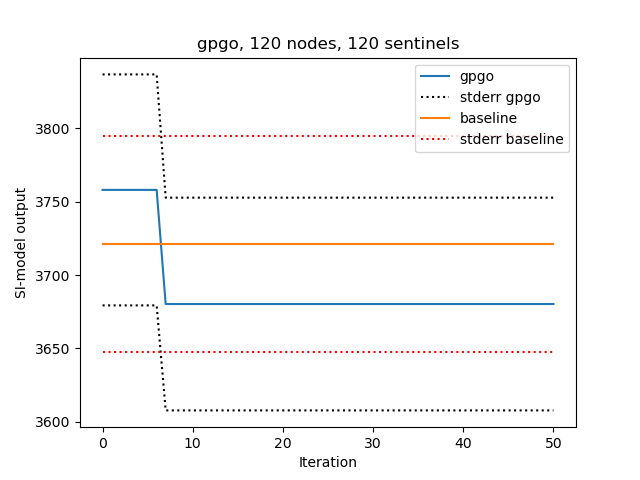 gpgo, 120 nodes, 120 sentinels
gpgo
stderr gpgo
baseline
stderr baseline
SI-model output
3800
3750
3700
3650
3600
0 10 20 30 40 50
Iteration